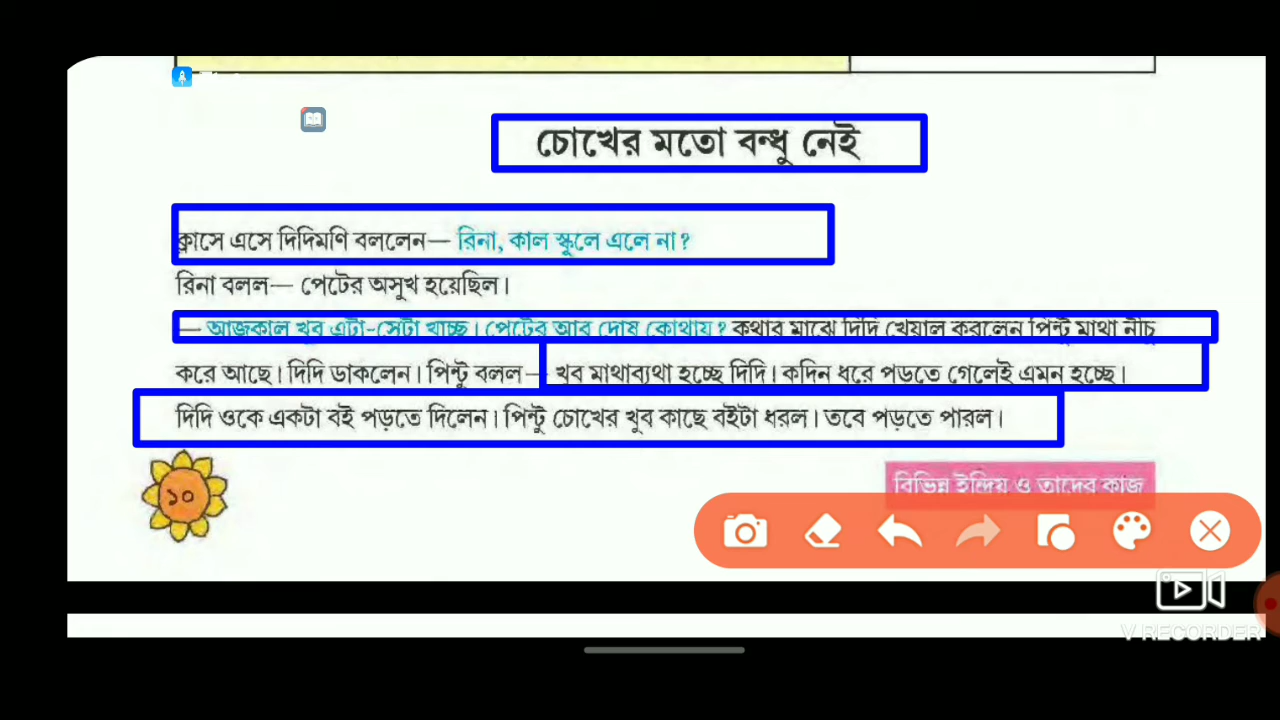 চোখের মতো বন্ধু নেই
ক্লাসে এসে দিদিমণি বললেন— রিনা, কাল স্কুলে এলে না?
রিনা বলল— পেটের অসুখ হয়েছিল।
— আজকাল খুব এটা-সেটা খাচ্ছ। পেটের আর দোষ কোথায়? কথার মাঝে দিদি খেয়াল করলেন পিন্টু মাথা নীচু
করে আছে। দিদি ডাকলেন। পিন্টু বলল— খুব মাথাব্যথা হচ্ছে দিদি। কদিন ধরে পড়তে গেলেই এমন হচ্ছে।
দিদি ওকে একটা বই পড়তে দিলেন। পিন্টু চোখের খুব কাছে বইটা ধরল। তবে পড়তে পারল।
১০
বিভিন্ন ইন্দ্রিয় ও তাদের কাজ
V RECORDER